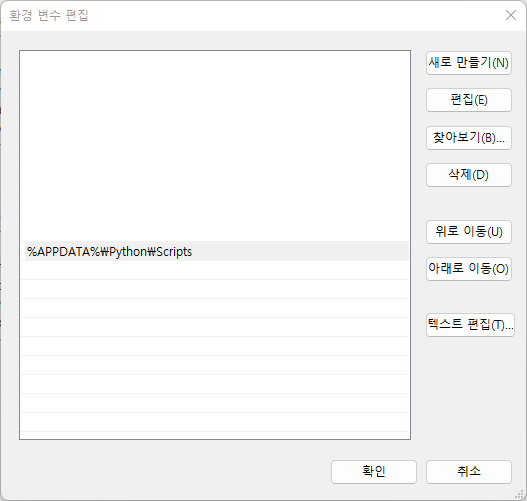 환경 변수 편집
%APPDATA%₩Python₩Scripts
새로 만들기(N)
편집(E)
찾아보기(B)...
삭제(D)
위로 이동(U)
아래로 이동(O)
텍스트 편집(T)...
확인
취소